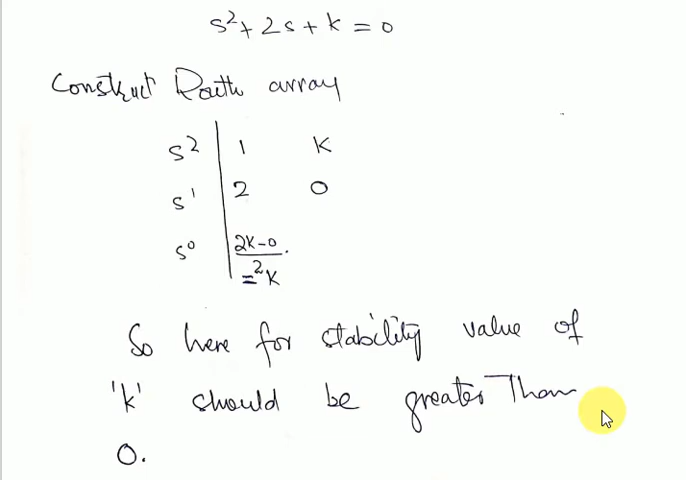 s²+2s+k=0
Construct Routh array
s² 1 K
s¹ 2 0
s⁰ 2K-0
2
=K
So here for stability value of
'k' should be greater than
0.